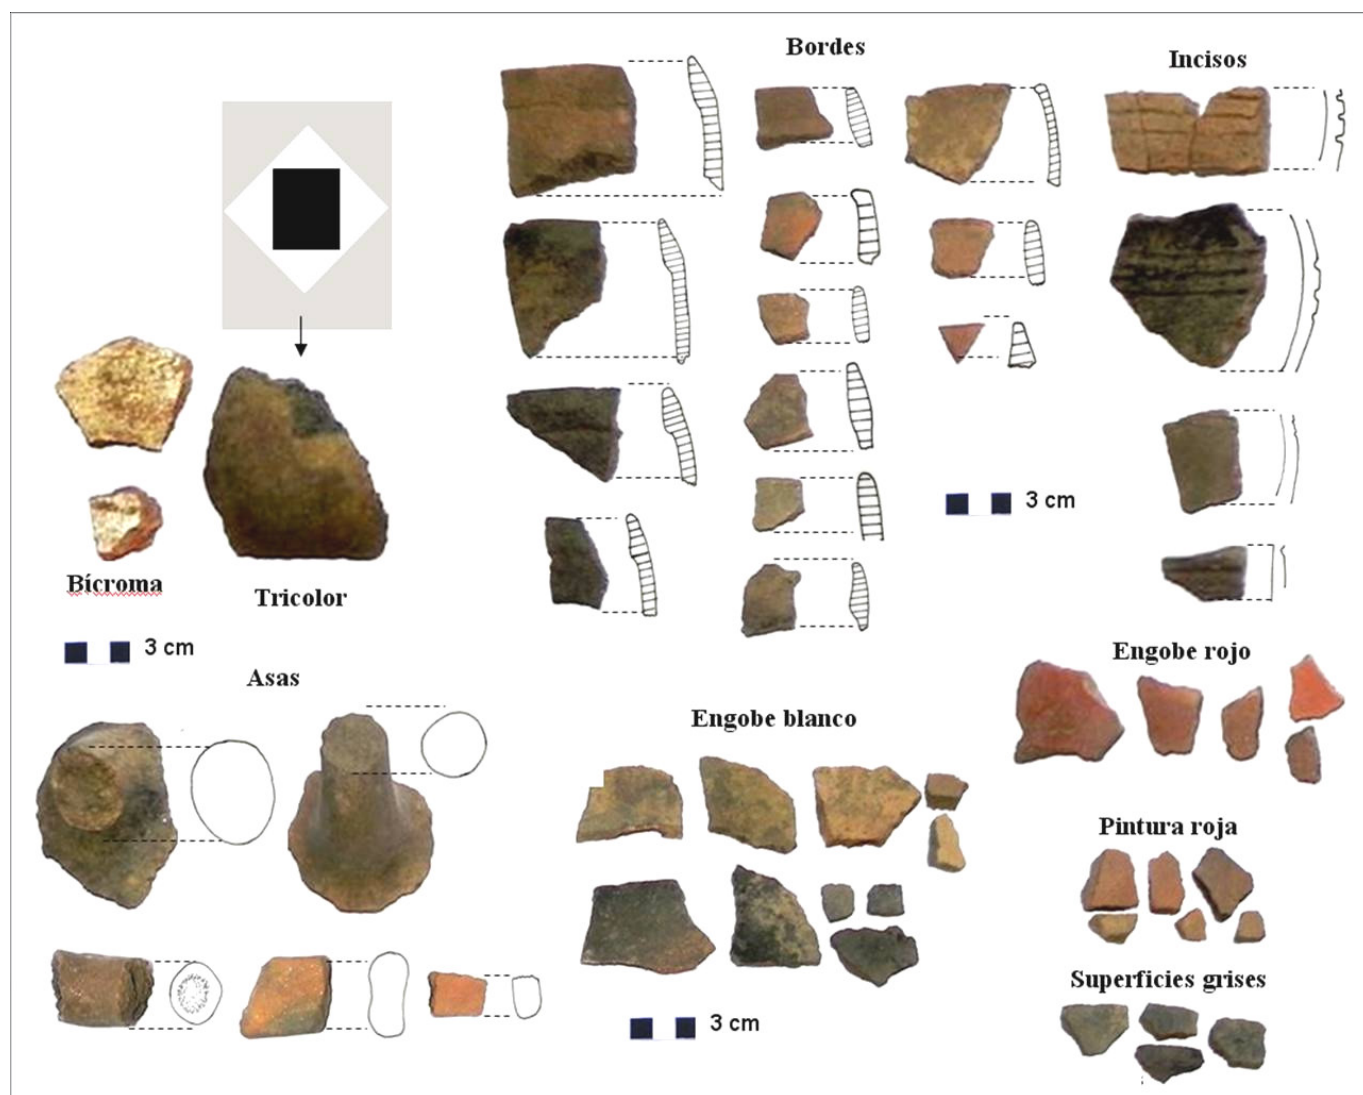 Bordes
Incisos
Bícroma
Tricolor
3 cm
3 cm
Asas
Engobe rojo
Engobe blanco
Pintura roja
Superficies grises
3 cm